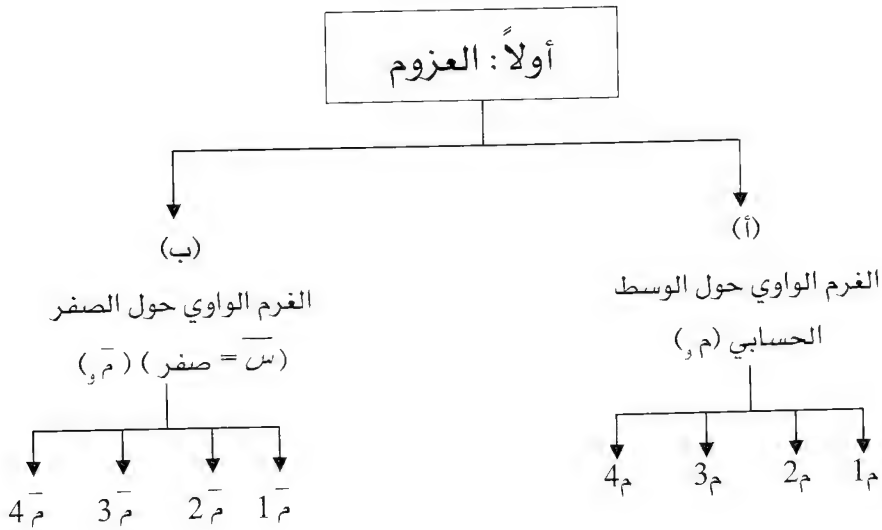 أولاً: العزوم
(أ)
الغرم الواوي حول الوسط
الحسابي (م و)
م1 م2 م3 م4
(ب)
الغرم الواوي حول الصفر
(س̅ = صفر) (م̅ و)
م̅1 م̅2 م̅3 م̅4